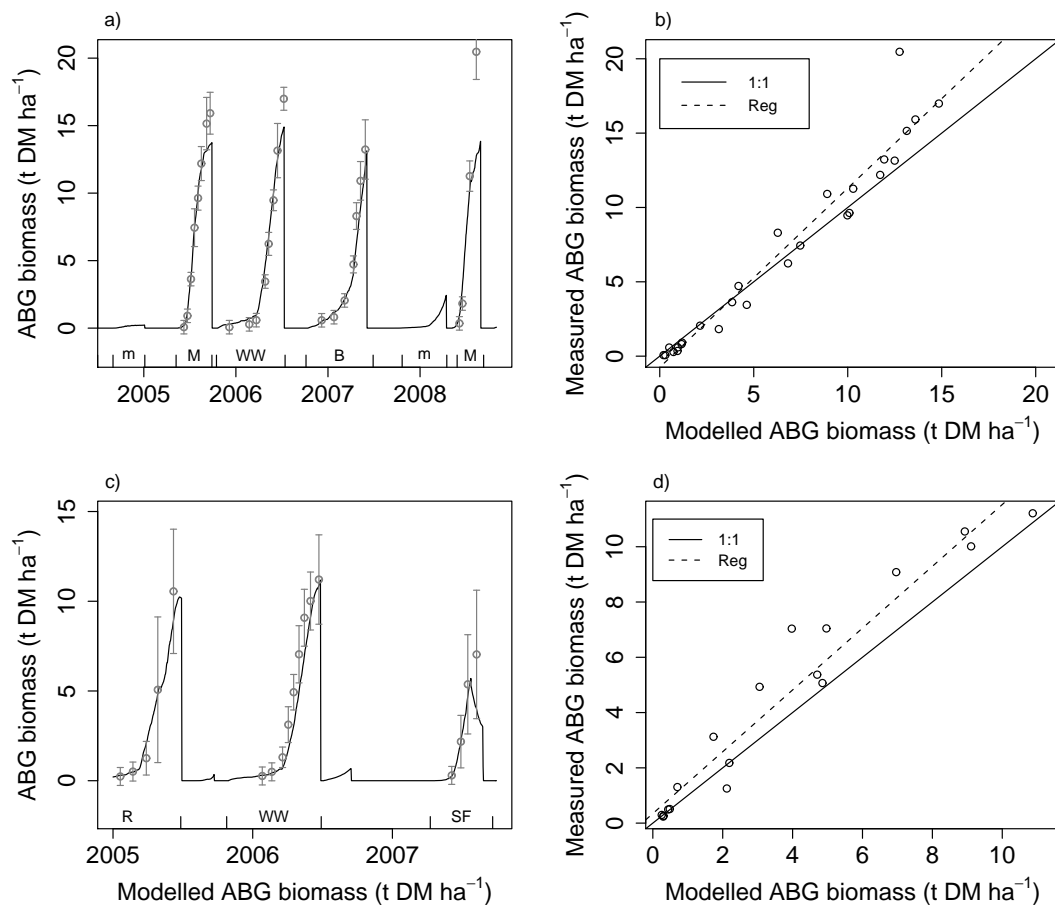 a)
ABG biomass (t DM ha⁻¹)
20
15
10
5
0
m
M
WW
B
m
M
2005
2006
2007
2008
b)
Measured ABG biomass (t DM ha⁻¹)
20
15
10
5
0
1:1
Reg
0
5
10
15
20
Modelled ABG biomass (t DM ha⁻¹)
c)
ABG biomass (t DM ha⁻¹)
15
10
5
0
R
WW
SF
2005
2006
2007
Modelled ABG biomass (t DM ha⁻¹)
d)
Measured ABG biomass (t DM ha⁻¹)
10
8
6
4
2
0
1:1
Reg
0
2
4
6
8
10
Modelled ABG biomass (t DM ha⁻¹)